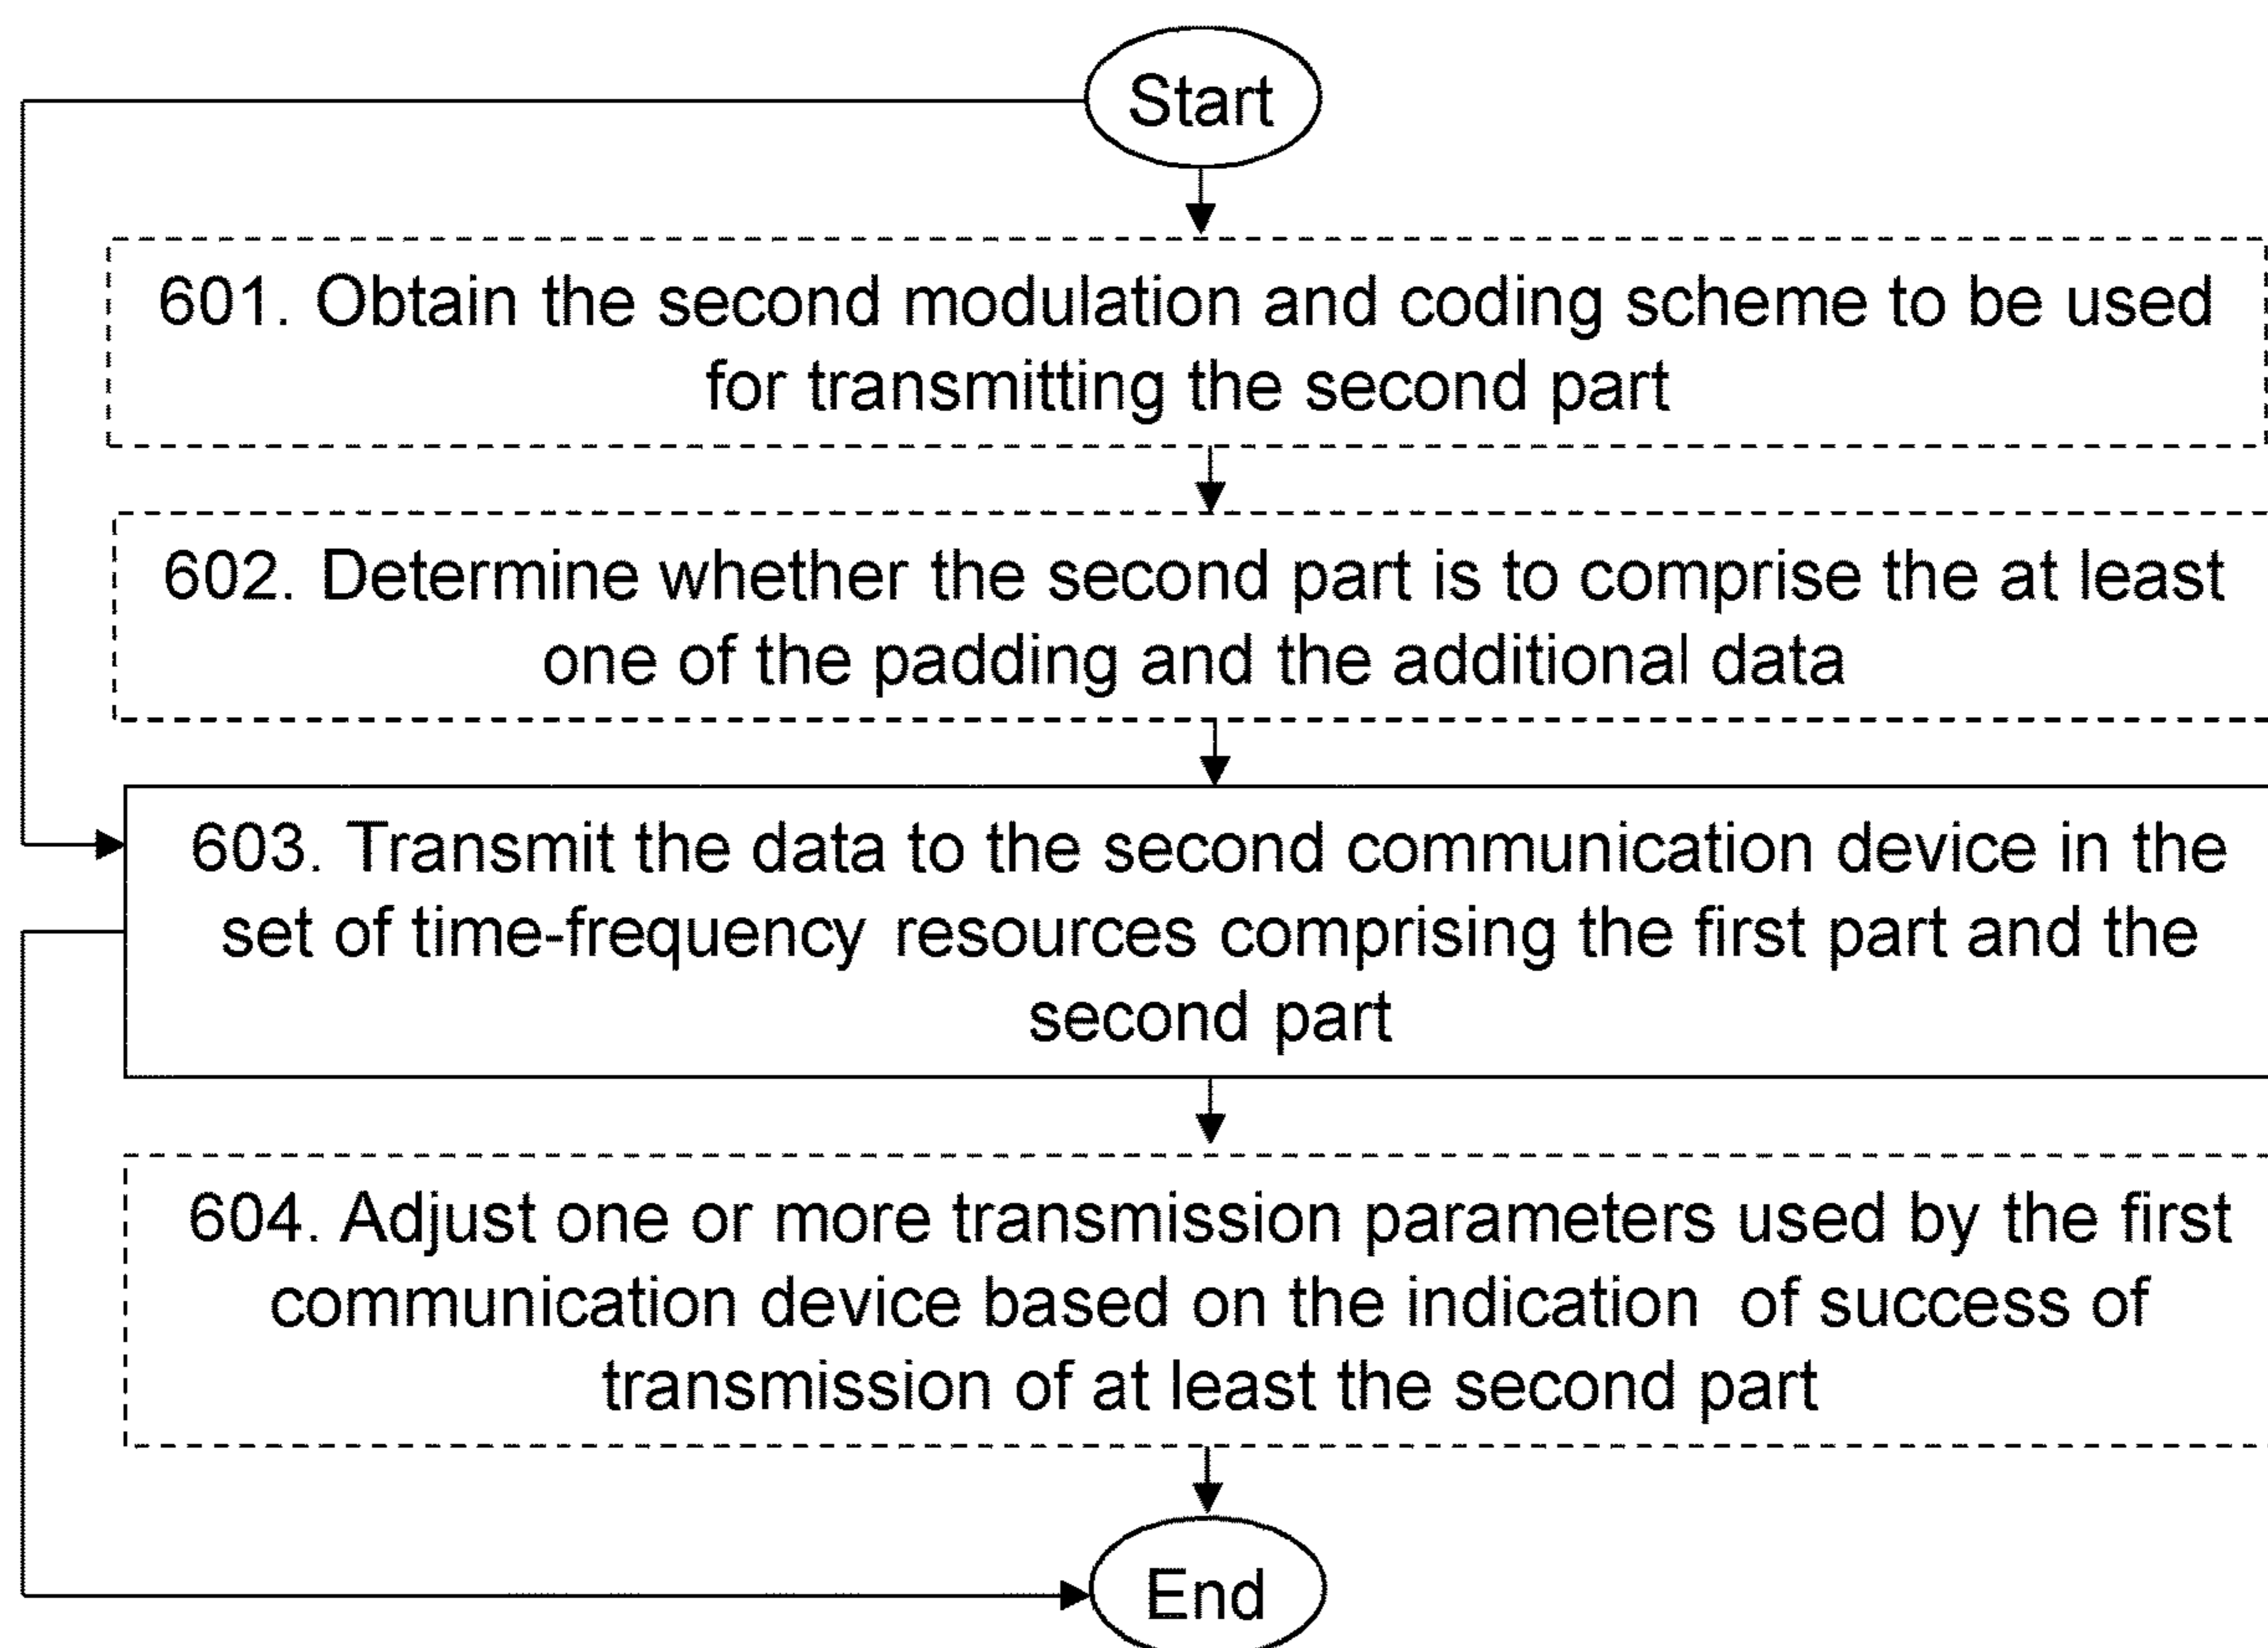 Start
601. Obtain the second modulation and coding scheme to be used
for transmitting the second part
602. Determine whether the second part is to comprise the at least
one of the padding and the additional data
603. Transmit the data to the second communication device in the
set of time-frequency resources comprising the first part and the
second part
604. Adjust one or more transmission parameters used by the first
communication device based on the indication of success of
transmission of at least the second part
End